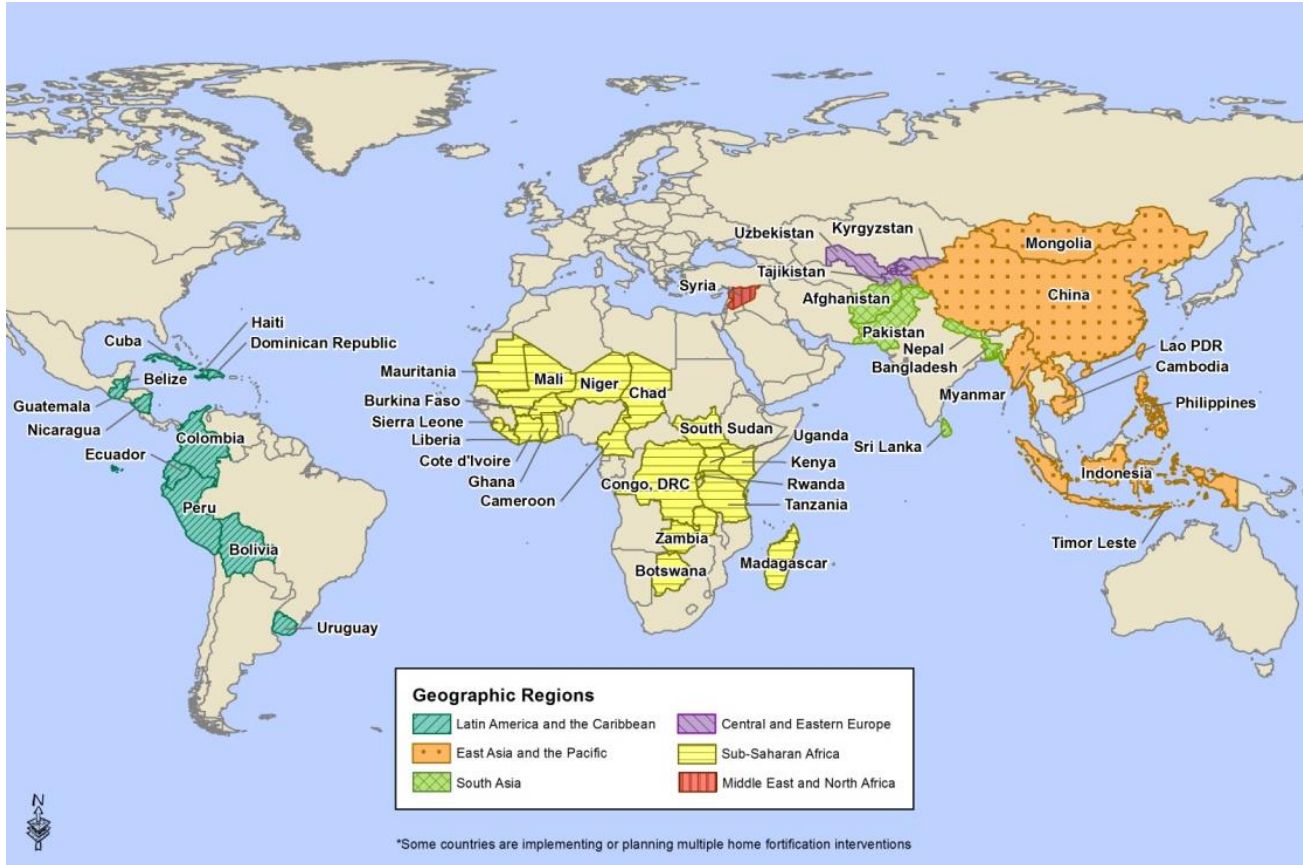 Uzbekistan
Kyrgyzstan
Mongolia
Tajikistan
Syria
Afghanistan
China
Pakistan
Nepal
Bangladesh
Lao PDR
Cambodia
Myanmar
Philippines
Sri Lanka
Indonesia
Timor Leste
Haiti
Cuba
Dominican Republic
Belize
Guatemala
Nicaragua
Colombia
Ecuador
Peru
Bolivia
Uruguay
Mauritania
Mali
Niger
Chad
Burkina Faso
Sierra Leone
Liberia
Cote d'Ivoire
Ghana
Cameroon
South Sudan
Uganda
Kenya
Congo, DRC
Rwanda
Tanzania
Zambia
Botswana
Madagascar
Geographic Regions
Latin America and the Caribbean
East Asia and the Pacific
South Asia
Central and Eastern Europe
Sub-Saharan Africa
Middle East and North Africa
N
*Some countries are implementing or planning multiple home fortification interventions